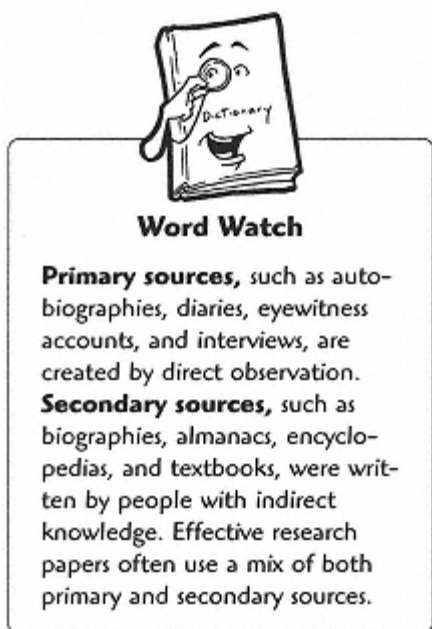 Dictionary
Word Watch
Primary sources, such as auto-
biographies, diaries, eyewitness
accounts, and interviews, are
created by direct observation.
Secondary sources, such as
biographies, almanacs, encyclo-
pedias, and textbooks, were writ-
ten by people with indirect
knowledge. Effective research
papers often use a mix of both
primary and secondary sources.